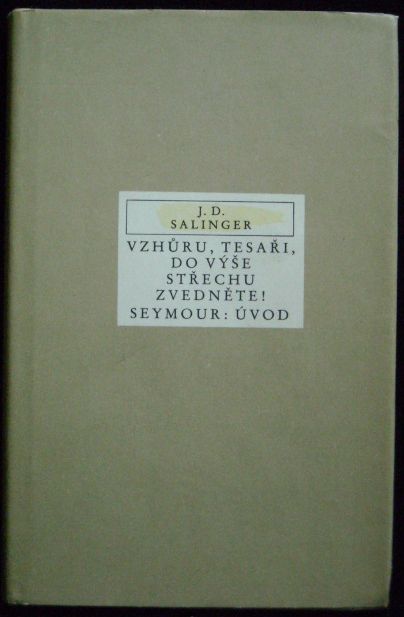 J. D.
SALINGER
VZHŮRU, TESAŘI,
DO VÝŠE
STŘECHU
ZVEDNĚTE!
SEYMOUR: ÚVOD